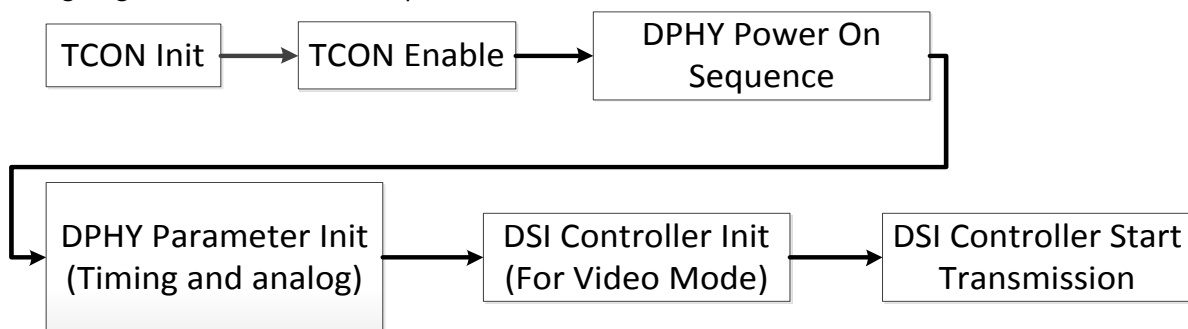 TCON Init
TCON Enable
DPHY Power On
Sequence
DPHY Parameter Init
(Timing and analog)
DSI Controller Init
(For Video Mode)
DSI Controller Start
Transmission